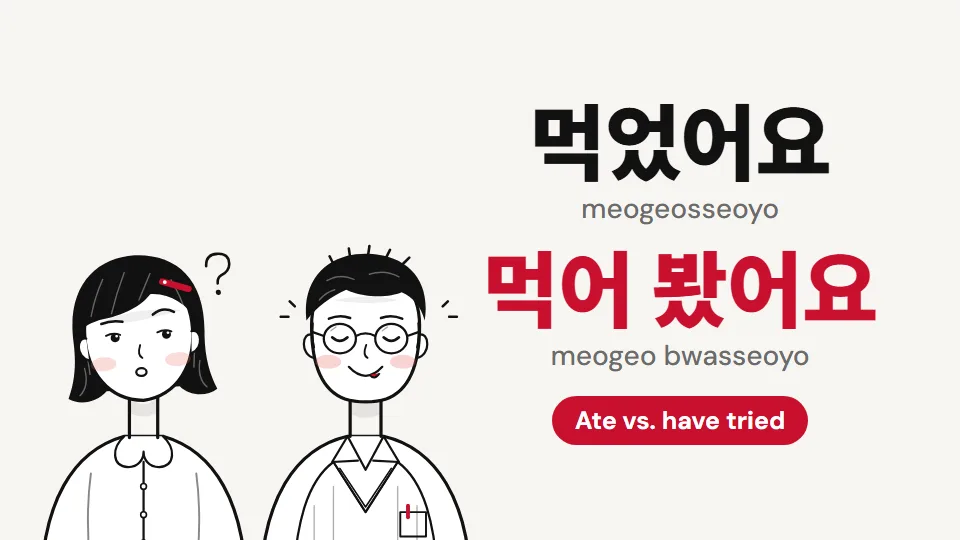 ?
먹었어요
meogeosseoyo
먹어 봤어요
meogeo bwasseoyo
Ate vs. have tried